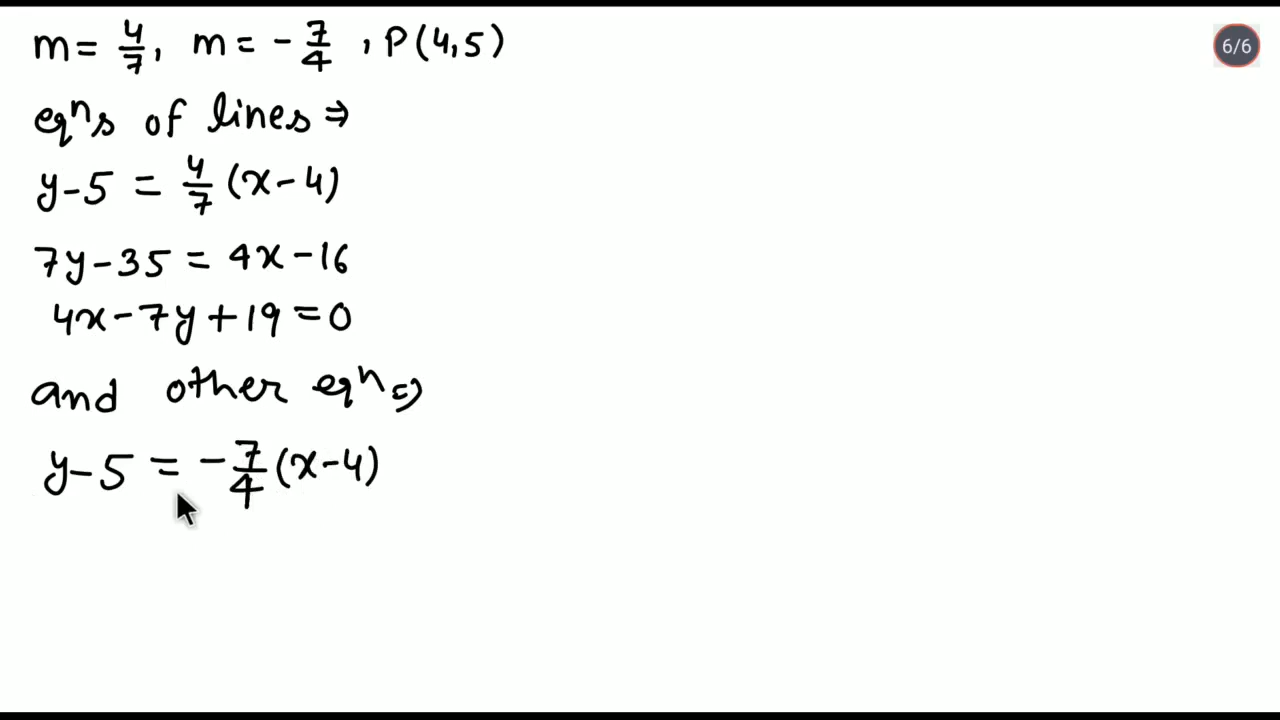 m = 4/7, m = - 7/4, P(4,5)
6/6
eqⁿs of lines ⇒
y-5 = 4/7 (x-4)
7y-35 = 4x-16
4x-7y+19=0
and other eqⁿ ⇒
y-5 = - 7/4 (x-4)